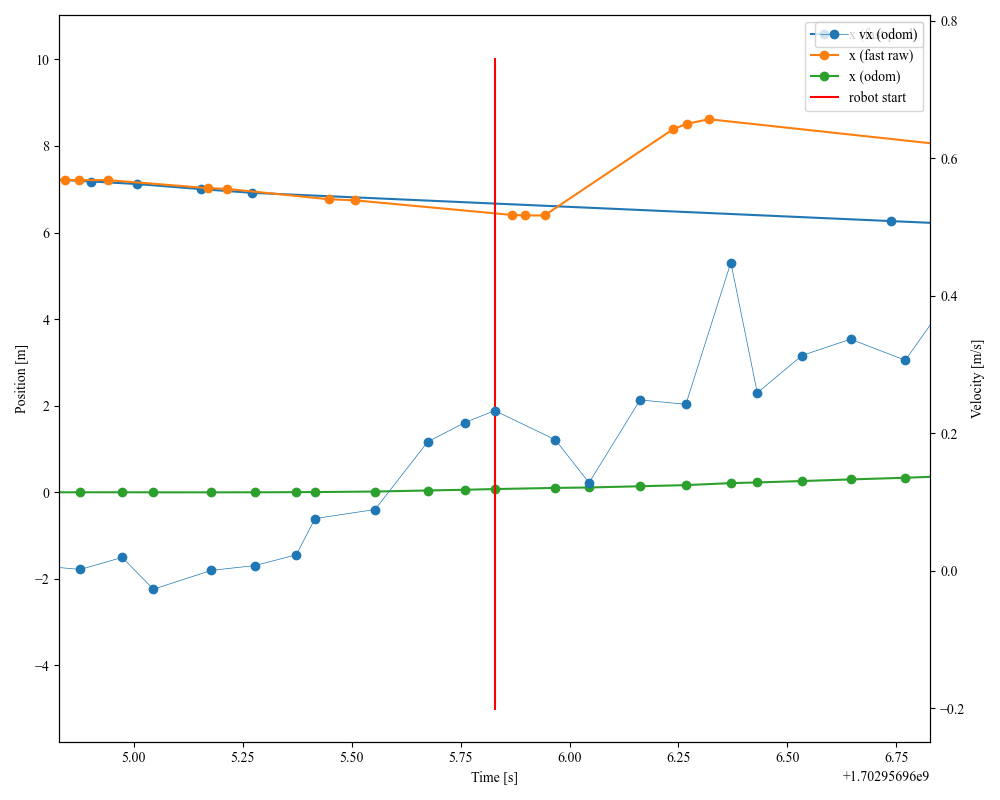 10
8
6
4
2
0
−2
−4
Position [m]
0.8
0.6
0.4
0.2
0.0
−0.2
Velocity [m/s]
vx (odom)
x (fast raw)
x (odom)
robot start
5.00 5.25 5.50 5.75 6.00 6.25 6.50 6.75
Time [s]
+1.70295696e9